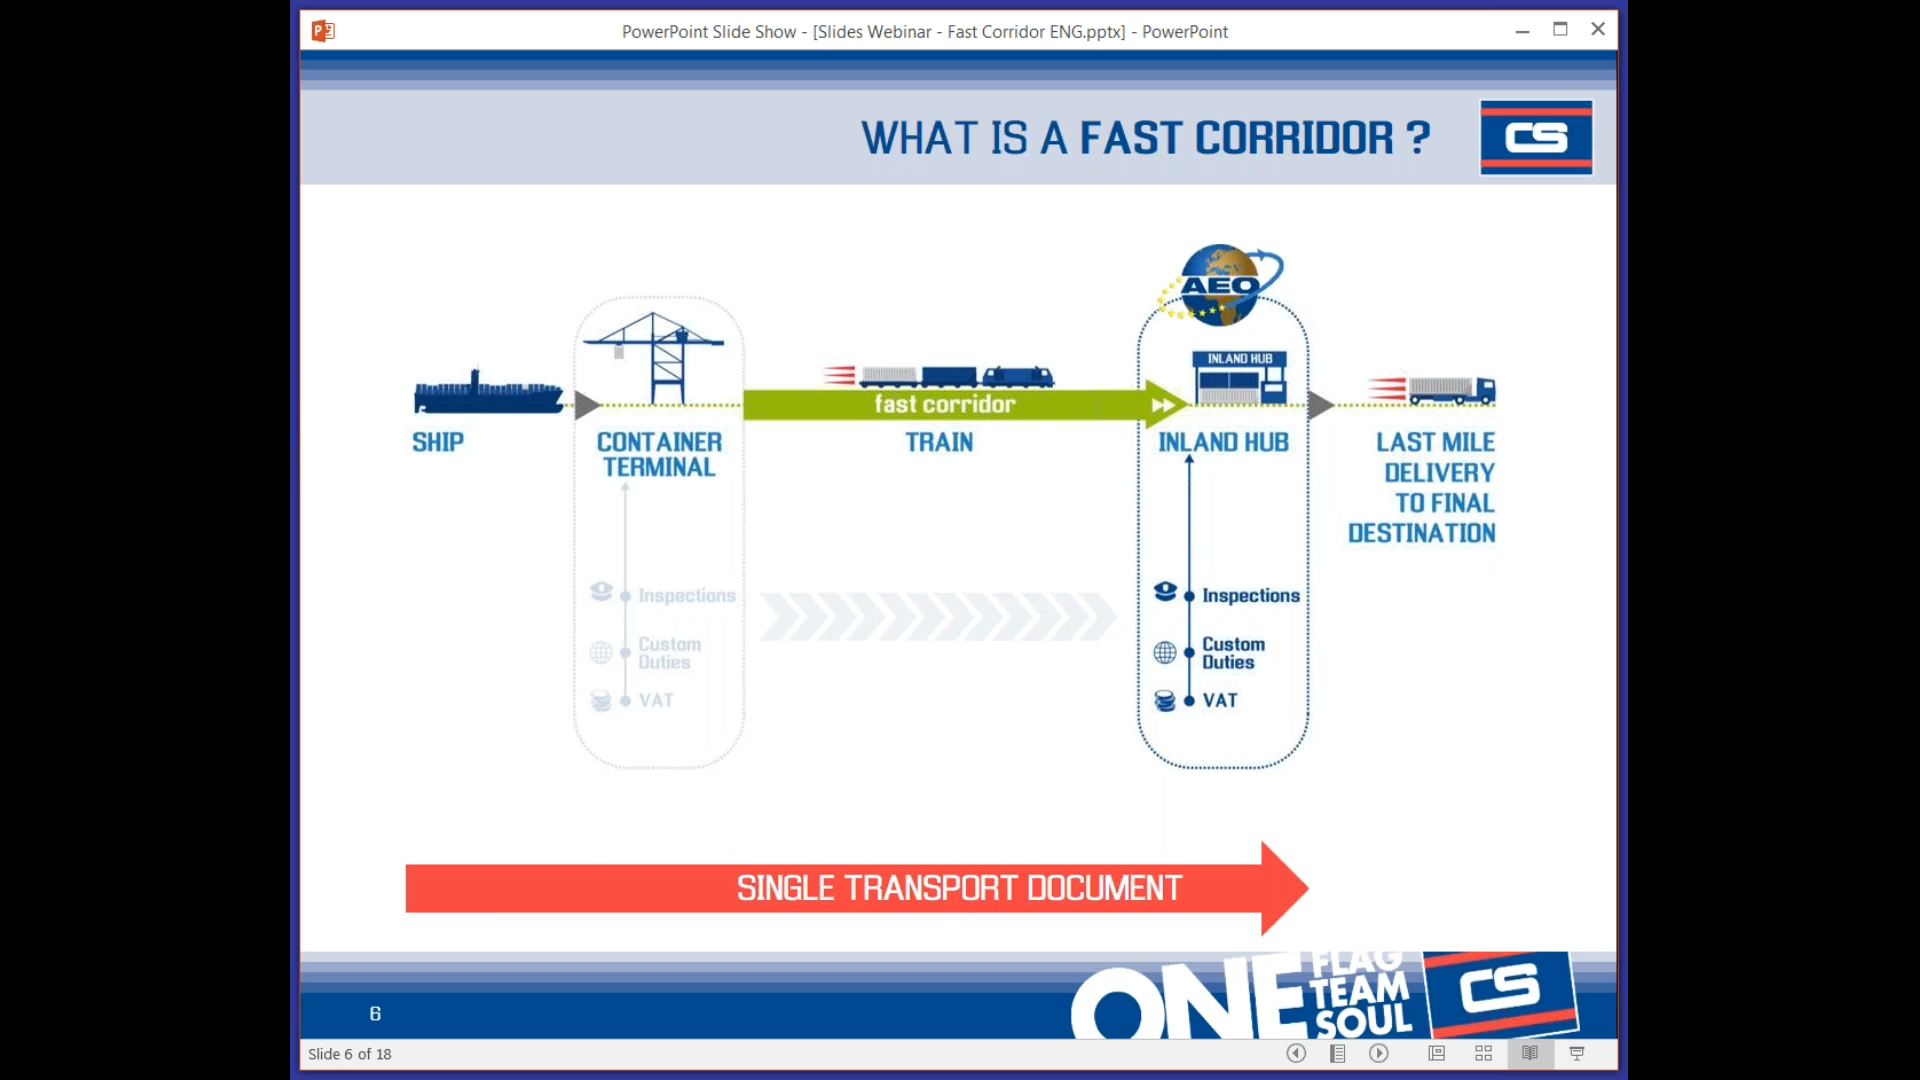 PowerPoint Slide Show - [Slides Webinar - Fast Corridor ENG.pptx] - PowerPoint
WHAT IS A FAST CORRIDOR ?
CS
AEO
INLAND HUB
fast corridor
SHIP
CONTAINER
TERMINAL
TRAIN
INLAND HUB
LAST MILE
DELIVERY
TO FINAL
DESTINATION
Inspections
Custom
Duties
VAT
Inspections
Custom
Duties
VAT
SINGLE TRANSPORT DOCUMENT
ONE
FLAG
TEAM
SOUL
CS
6
Slide 6 of 18